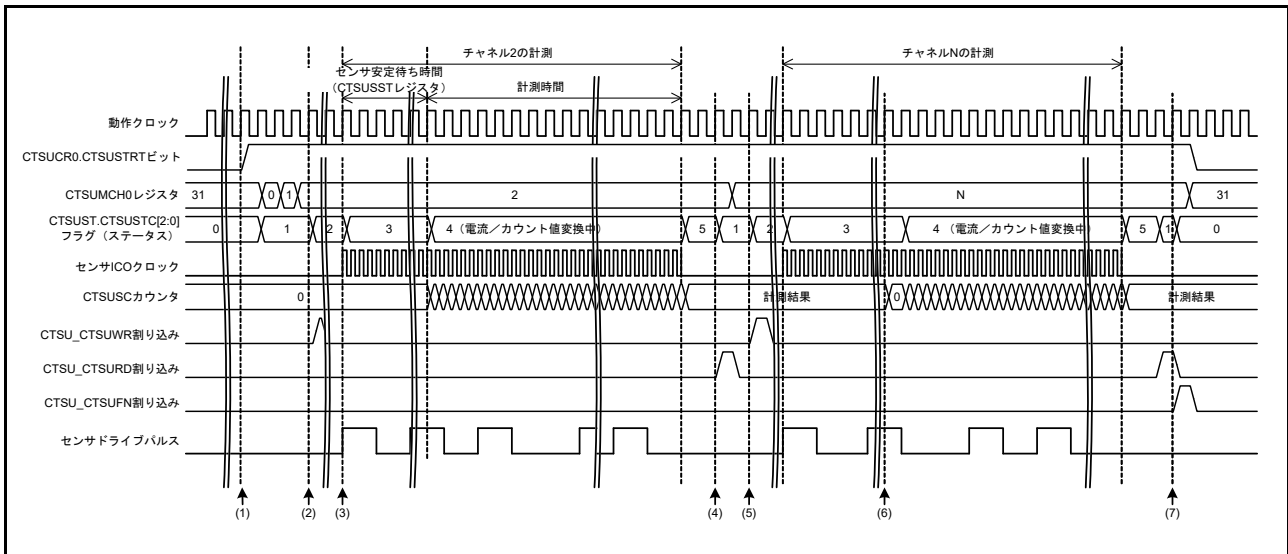 チャネル2の計測
チャネルNの計測
センサ安定待ち時間
(CTSUSSTレジスタ)
計測時間
動作クロック
CTSUCR0.CTSUSTRTビット
CTSUMCH0レジスタ 31 0 1 2 N 31
CTSUST.CTSUSTC[2:0]
フラグ（ステータス） 0 1 2 3 4（電流／カウント値変換中） 5 1 2 3 4（電流／カウント値変換中） 5 1 0
センサICOクロック
CTSUSCカウンタ 0 計測結果 0 計測結果
CTSU_CTSUWR割り込み
CTSU_CTSURD割り込み
CTSU_CTSUFN割り込み
センサドライブパルス
(1) (2) (3) (4) (5) (6) (7)